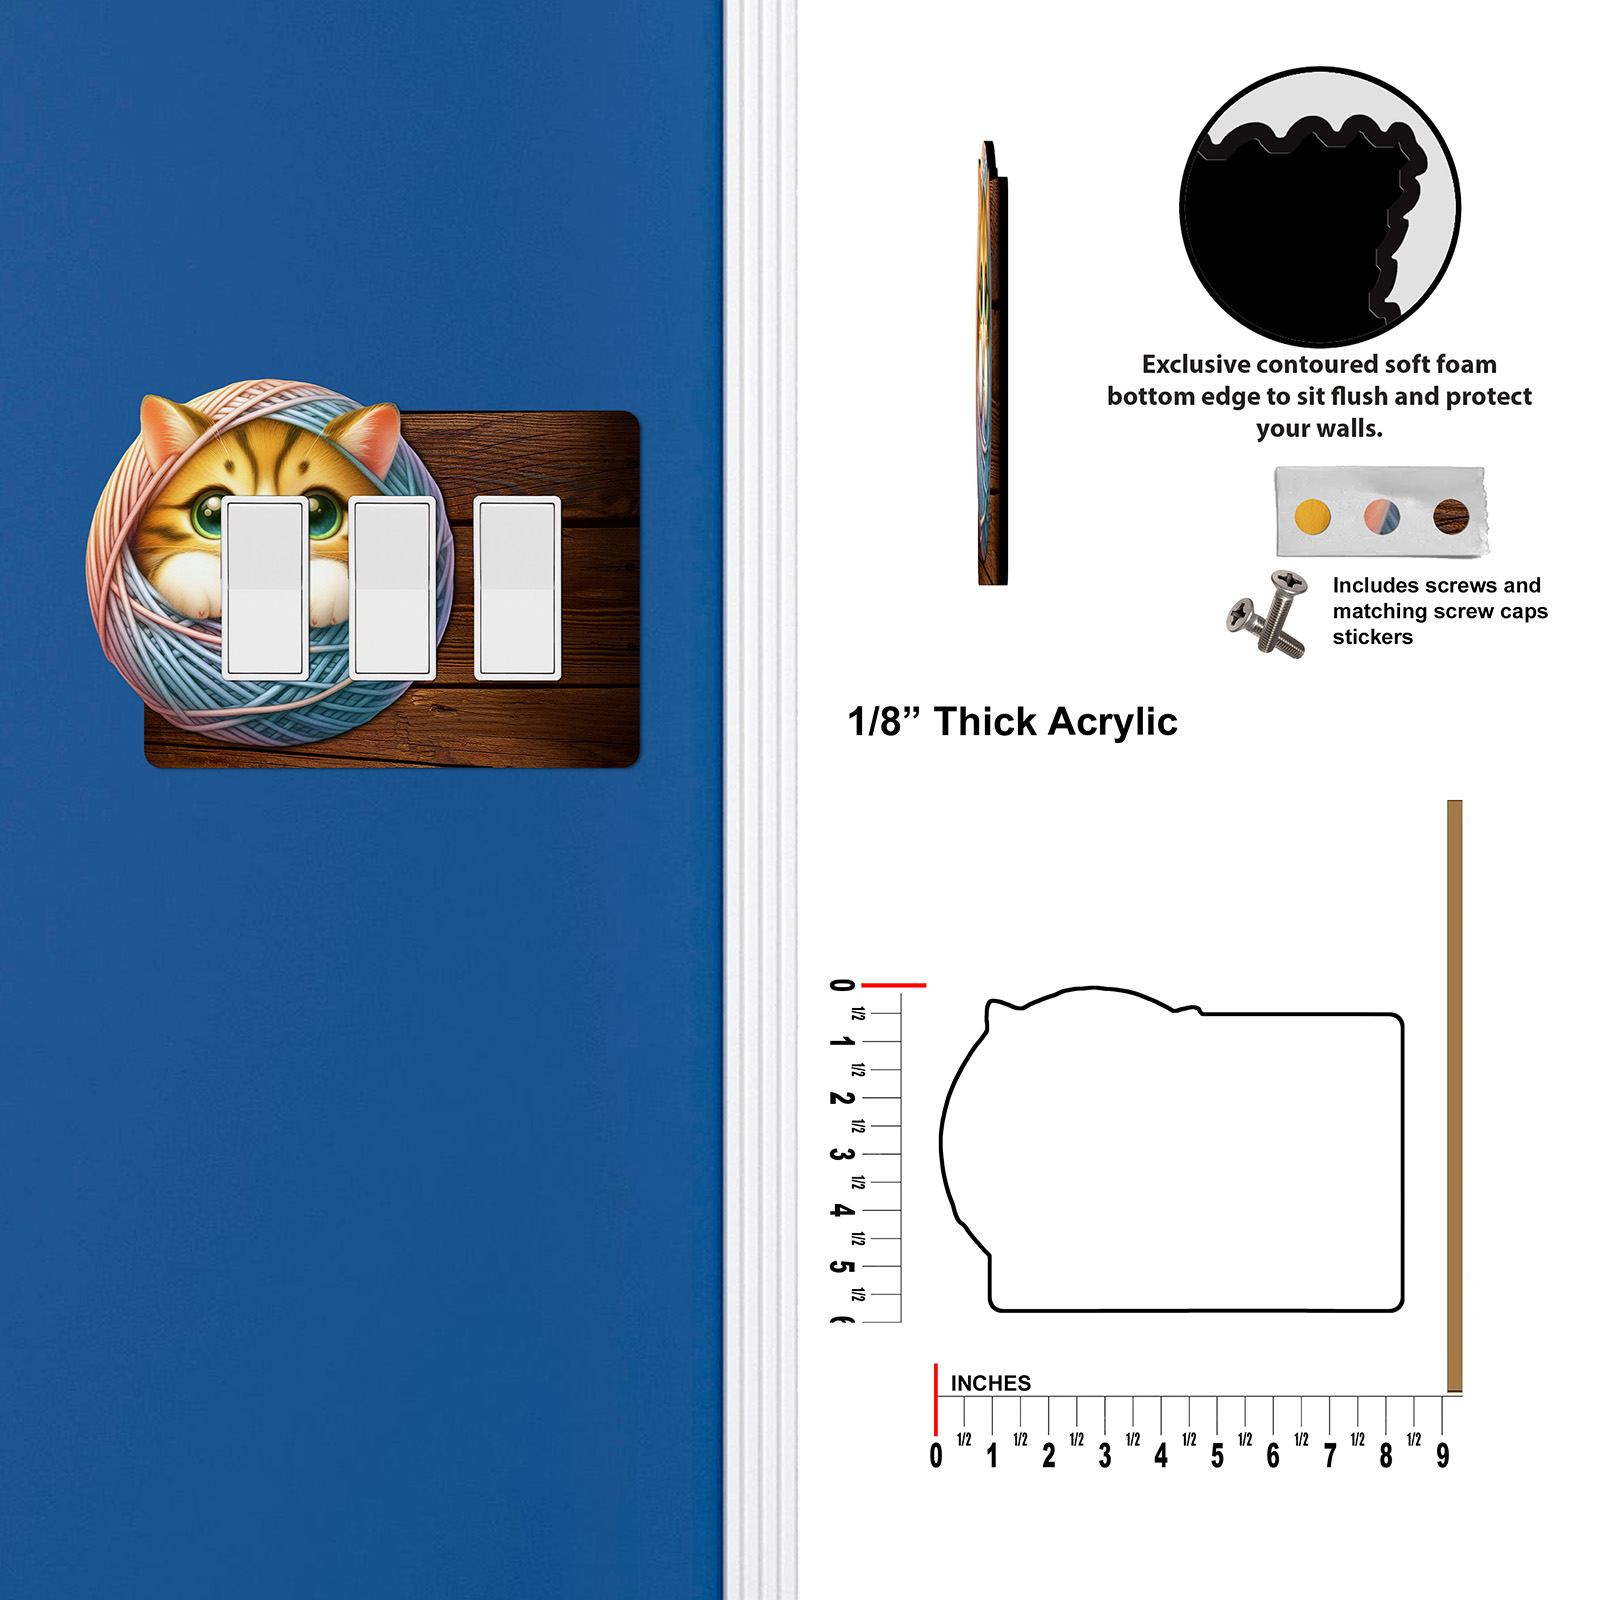 Exclusive contoured soft foam
bottom edge to sit flush and protect
your walls.
Includes screws and
matching screw caps
stickers
1/8” Thick Acrylic
0
1/2
1
1/2
2
1/2
3
1/2
4
1/2
5
1/2
INCHES
0 1/2 1 1/2 2 1/2 3 1/2 4 1/2 5 1/2 6 1/2 7 1/2 8 1/2 9